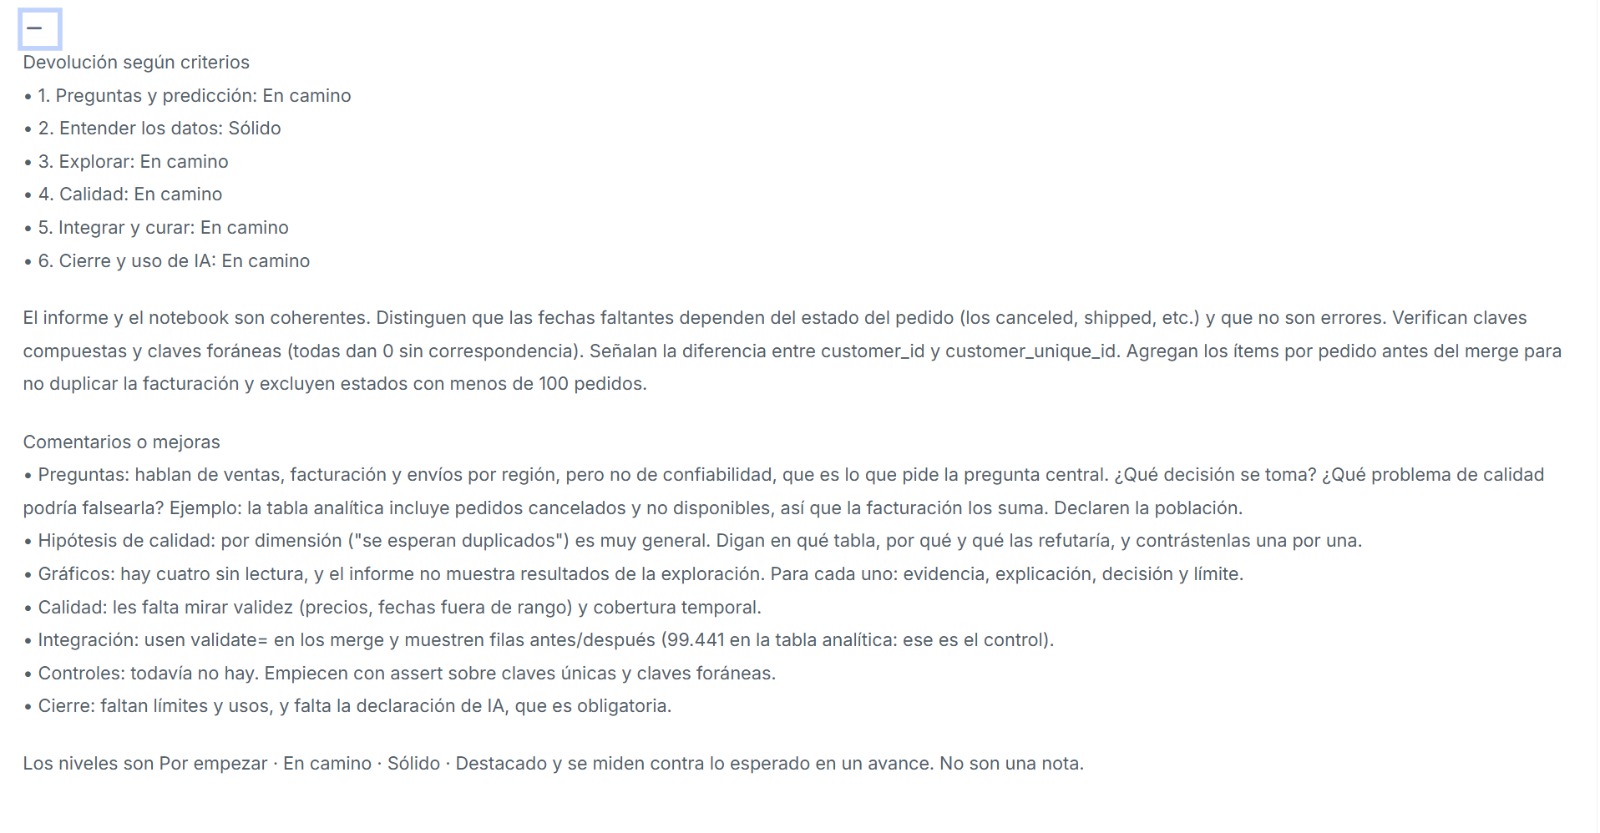 –
Devolución según criterios
• 1. Preguntas y predicción: En camino
• 2. Entender los datos: Sólido
• 3. Explorar: En camino
• 4. Calidad: En camino
• 5. Integrar y curar: En camino
• 6. Cierre y uso de IA: En camino
El informe y el notebook son coherentes. Distinguen que las fechas faltantes dependen del estado del pedido (los canceled, shipped, etc.) y que no son errores. Verifican claves
compuestas y claves foráneas (todas dan 0 sin correspondencia). Señalan la diferencia entre customer_id y customer_unique_id. Agregan los ítems por pedido antes del merge para
no duplicar la facturación y excluyen estados con menos de 100 pedidos.
Comentarios o mejoras
• Preguntas: hablan de ventas, facturación y envíos por región, pero no de confiabilidad, que es lo que pide la pregunta central. ¿Qué decisión se toma? ¿Qué problema de calidad
podría falsearla? Ejemplo: la tabla analítica incluye pedidos cancelados y no disponibles, así que la facturación los suma. Declaren la población.
• Hipótesis de calidad: por dimensión ("se esperan duplicados") es muy general. Digan en qué tabla, por qué y qué las refutaría, y contrástenlas una por una.
• Gráficos: hay cuatro sin lectura, y el informe no muestra resultados de la exploración. Para cada uno: evidencia, explicación, decisión y límite.
• Calidad: les falta mirar validez (precios, fechas fuera de rango) y cobertura temporal.
• Integración: usen validate= en los merge y muestren filas antes/después (99.441 en la tabla analítica: ese es el control).
• Controles: todavía no hay. Empiecen con assert sobre claves únicas y claves foráneas.
• Cierre: faltan límites y usos, y falta la declaración de IA, que es obligatoria.
Los niveles son Por empezar · En camino · Sólido · Destacado y se miden contra lo esperado en un avance. No son una nota.